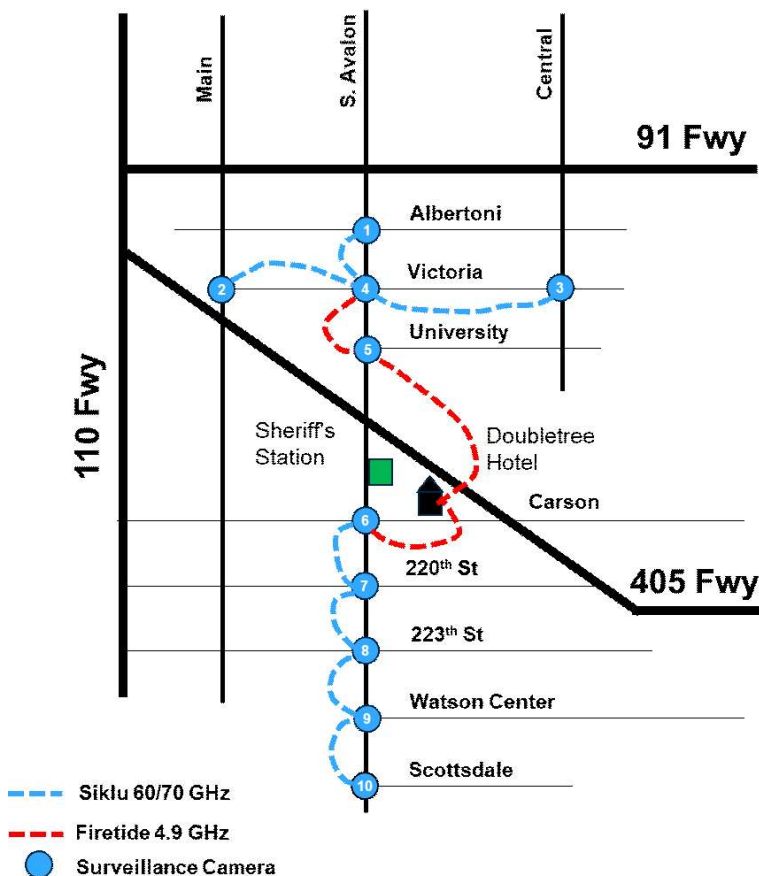 Main
S. Avalon
Central
91 Fwy
Albertoni
1
Victoria
2
4
3
University
5
110 Fwy
Sheriff's
Station
Doubletree
Hotel
Carson
6
220th St
7
405 Fwy
223th St
8
Watson Center
9
Scottsdale
10
Siklu 60/70 GHz
Firetide 4.9 GHz
Surveillance Camera